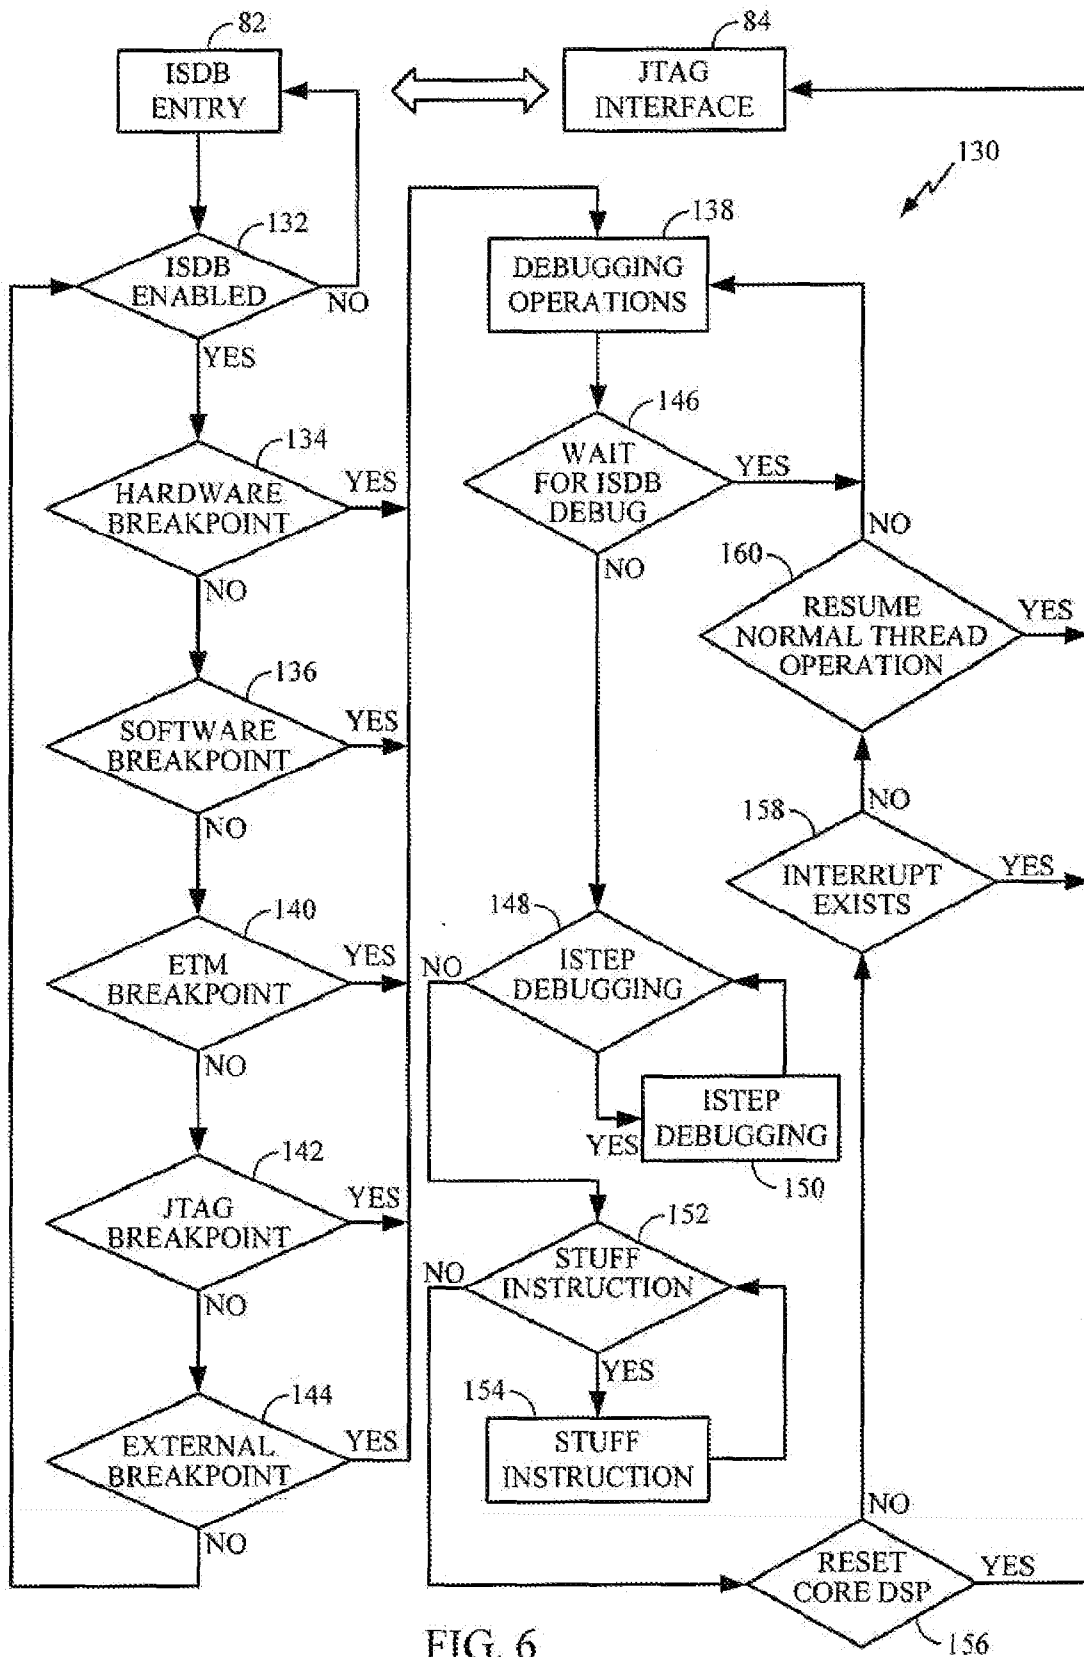 82
ISDB
ENTRY
84
JTAG
INTERFACE
130
132
ISDB
ENABLED
NO
YES
134
HARDWARE
BREAKPOINT
YES
NO
136
SOFTWARE
BREAKPOINT
YES
NO
140
ETM
BREAKPOINT
YES
NO
142
JTAG
BREAKPOINT
YES
NO
144
EXTERNAL
BREAKPOINT
YES
NO
138
DEBUGGING
OPERATIONS
146
WAIT
FOR ISDB
DEBUG
YES
NO
148
ISTEP
DEBUGGING
NO
YES
ISTEP
DEBUGGING
150
152
STUFF
INSTRUCTION
NO
YES
154
STUFF
INSTRUCTION
NO
160
RESUME
NORMAL THREAD
OPERATION
YES
NO
158
INTERRUPT
EXISTS
YES
NO
RESET
CORE DSP
YES
156
FIG. 6